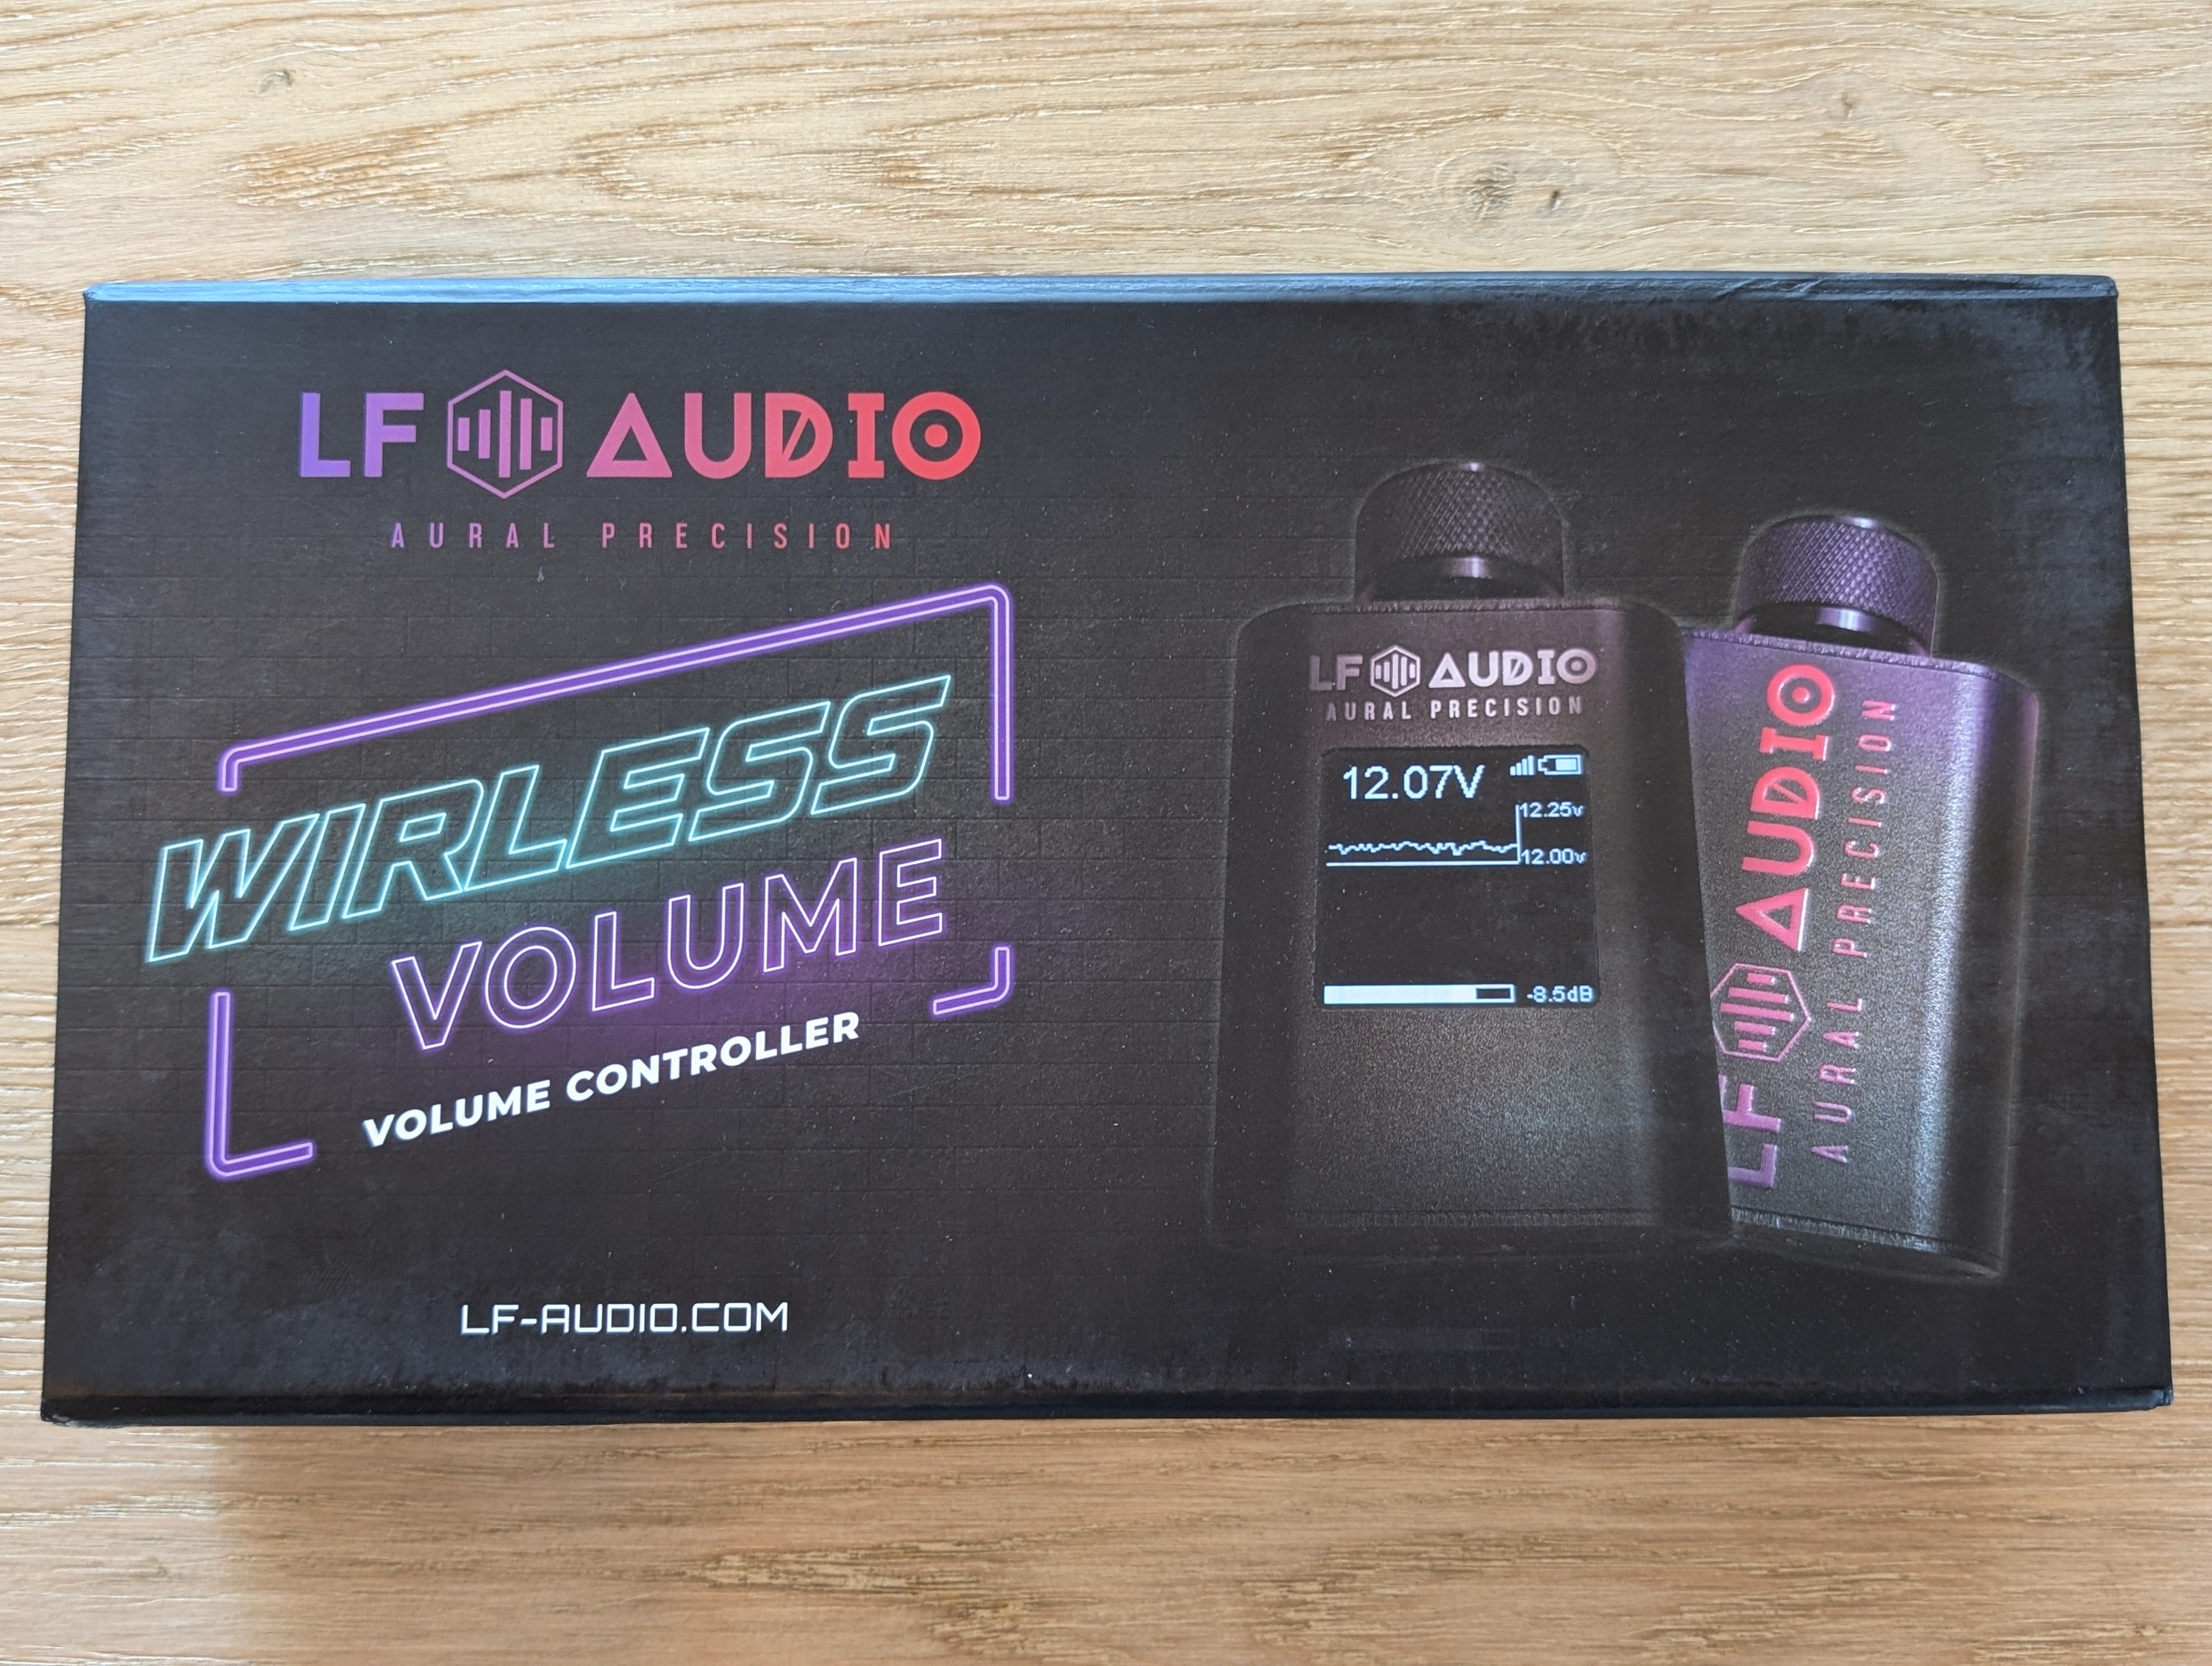 LF AUDIO
AURAL PRECISION
WIRLESS
VOLUME
VOLUME CONTROLLER
LF-AUDIO.COM
LF AUDIO
AURAL PRECISION
12.07V
12.25v
12.00v
-8.5dB
LF AUDIO
AURAL PRECISION